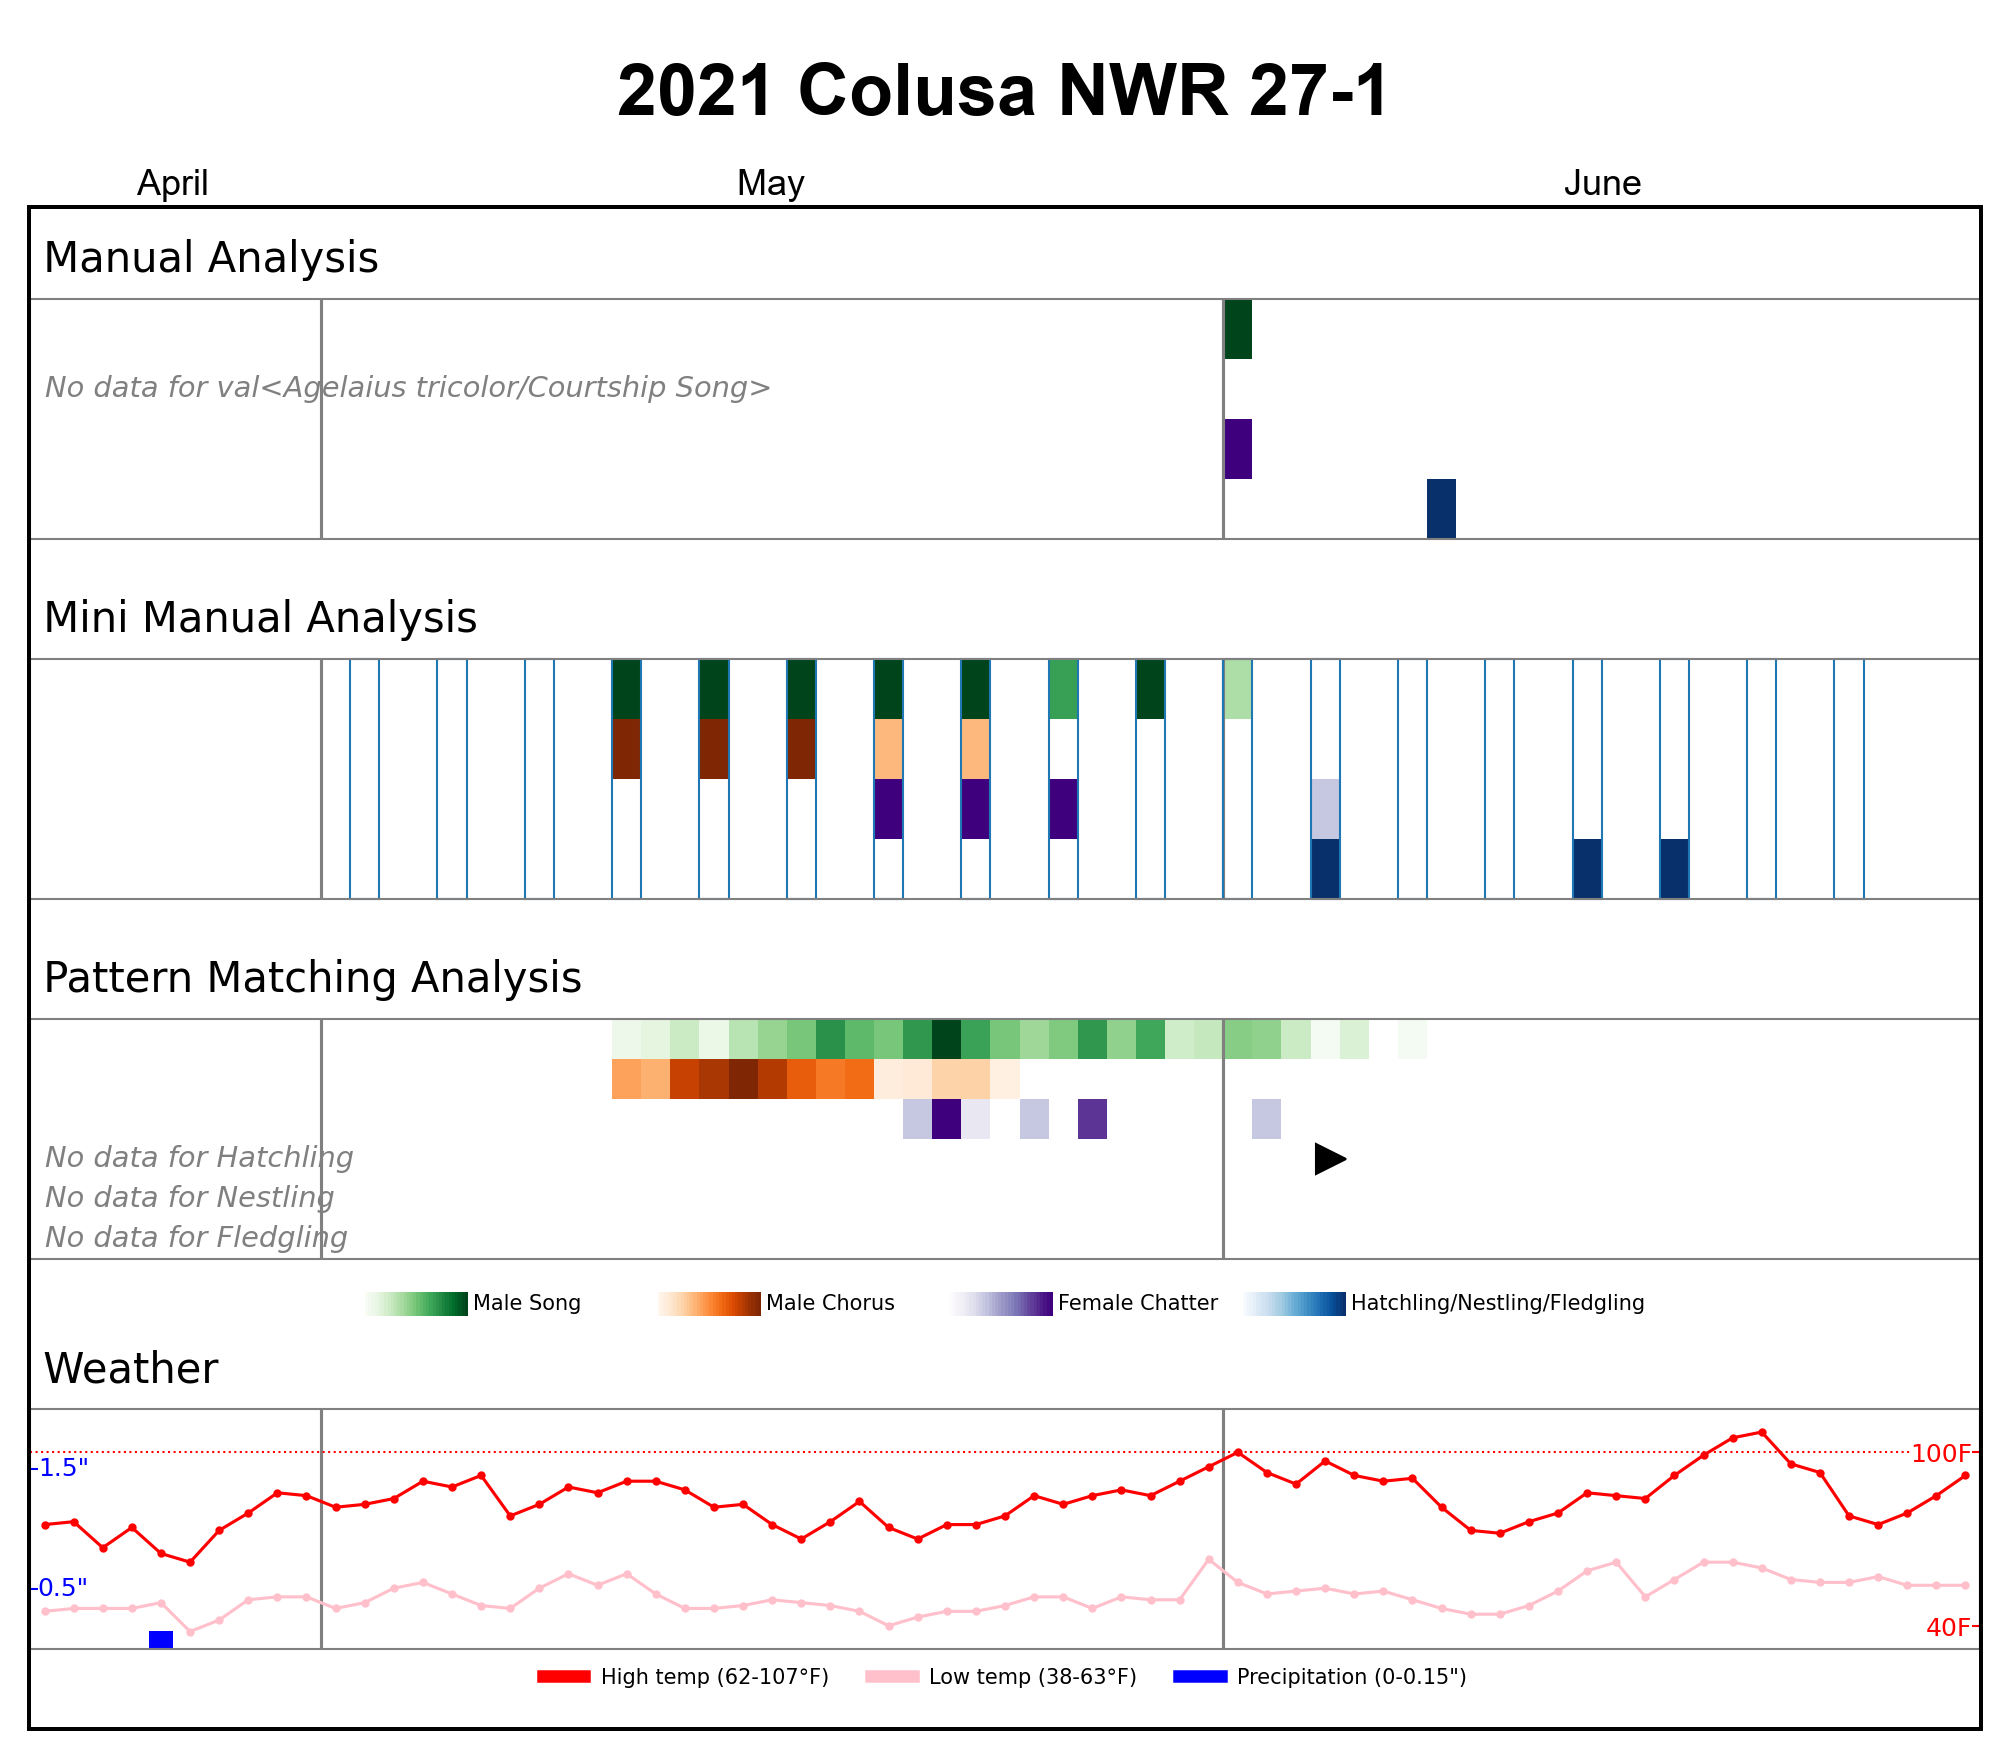 2021 Colusa NWR 27-1
April May June
Manual Analysis
No data for val<Agelaius tricolor/Courtship Song>
Mini Manual Analysis
Pattern Matching Analysis
No data for Hatchling
No data for Nestling
No data for Fledgling
Male Song Male Chorus Female Chatter Hatchling/Nestling/Fledgling
Weather
100F
1.5"
0.5"
40F
High temp (62-107°F) Low temp (38-63°F) Precipitation (0-0.15")